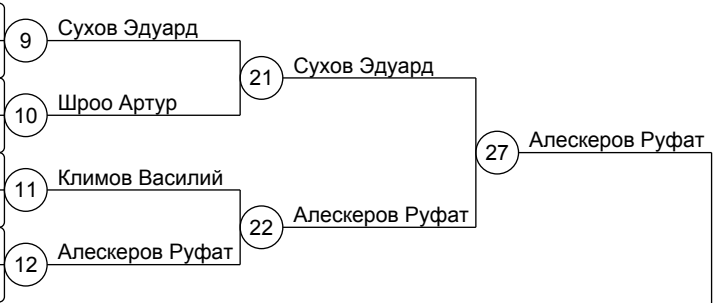 9 Сухов Эдуард
21 Сухов Эдуард
10 Шроо Артур
27 Алескеров Руфат
11 Климов Василий
22 Алескеров Руфат
12 Алескеров Руфат